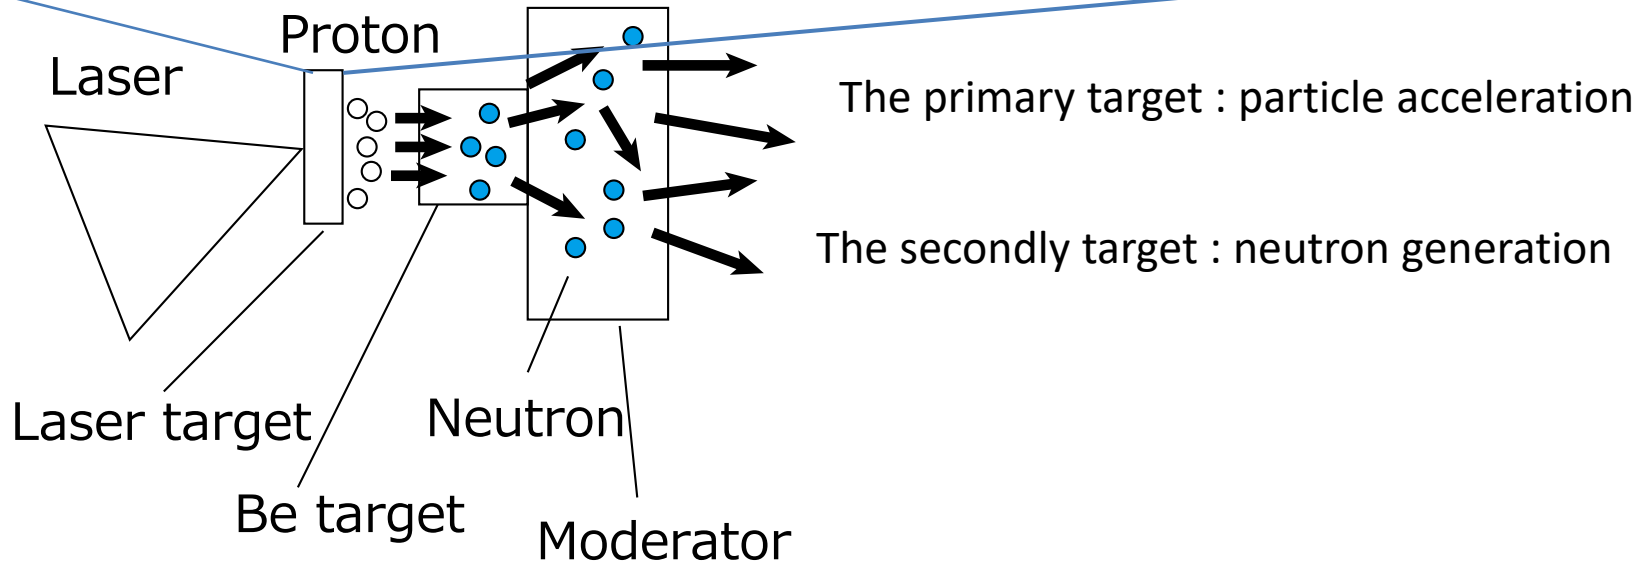 Proton
Laser
The primary target : particle acceleration
The secondly target : neutron generation
Laser target
Neutron
Be target
Moderator